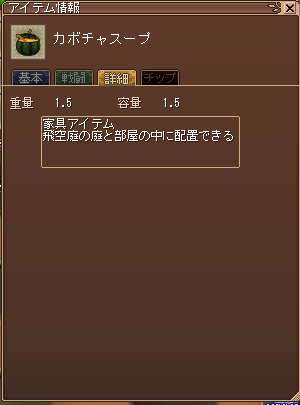 アイテム情報
カボチャスープ
基本 戦闘 詳細 チップ
重量 1.5 容量 1.5
家具アイテム
飛空庭の庭と部屋の中に配置できる